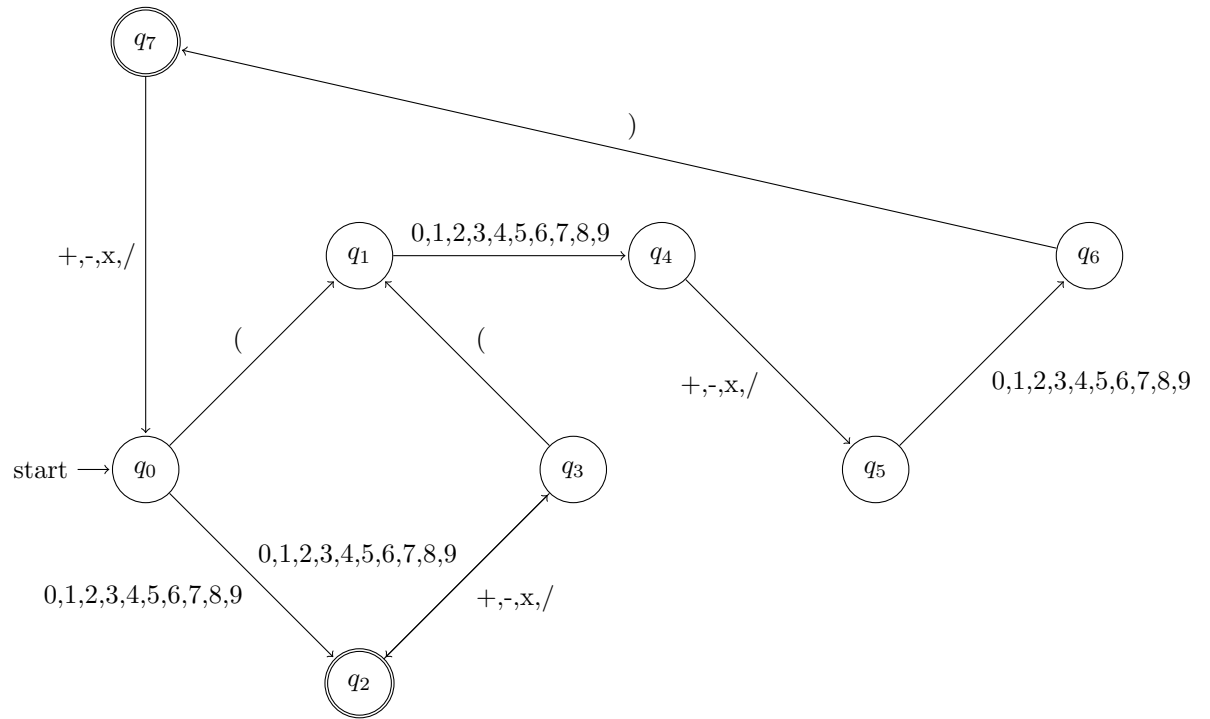 q7
)
+,-,x,/
q1
0,1,2,3,4,5,6,7,8,9
q4
q6
(
(
+,-,x,/
0,1,2,3,4,5,6,7,8,9
start
q0
q3
q5
0,1,2,3,4,5,6,7,8,9
0,1,2,3,4,5,6,7,8,9
+,-,x,/
q2